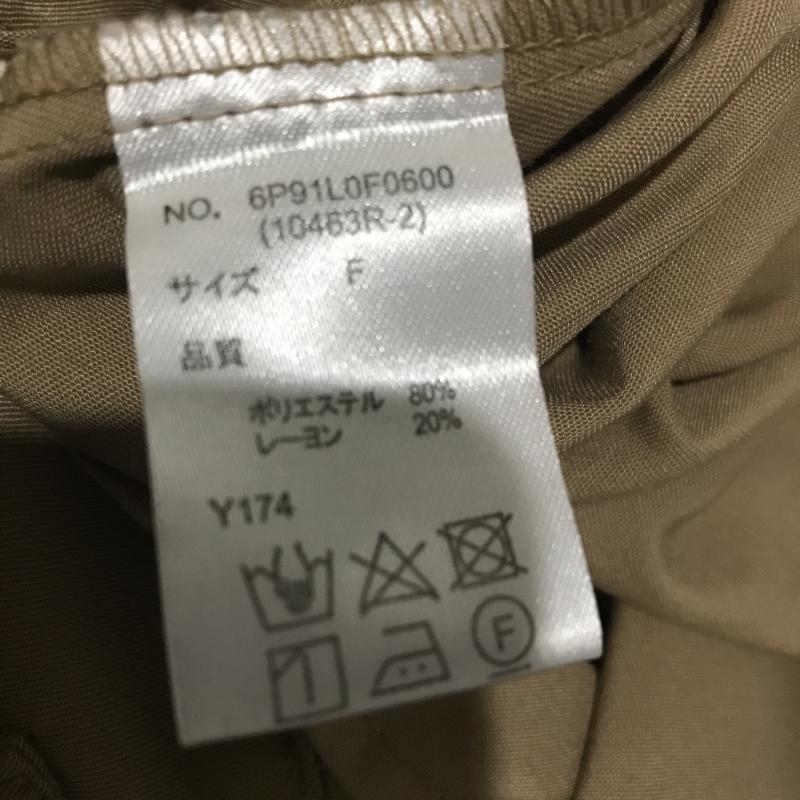 NO. 6P91L0F0600
(10463R-2)
サイズ F
品質
ポリエステル 80%
レーヨン 20%
Y174
F